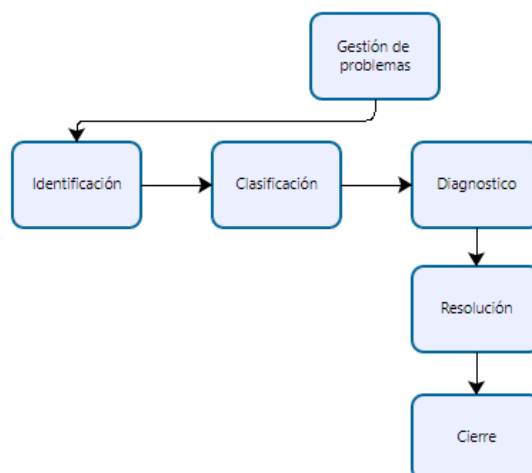 Gestión de
problemas
Identificación
Clasificación
Diagnostico
Resolución
Cierre